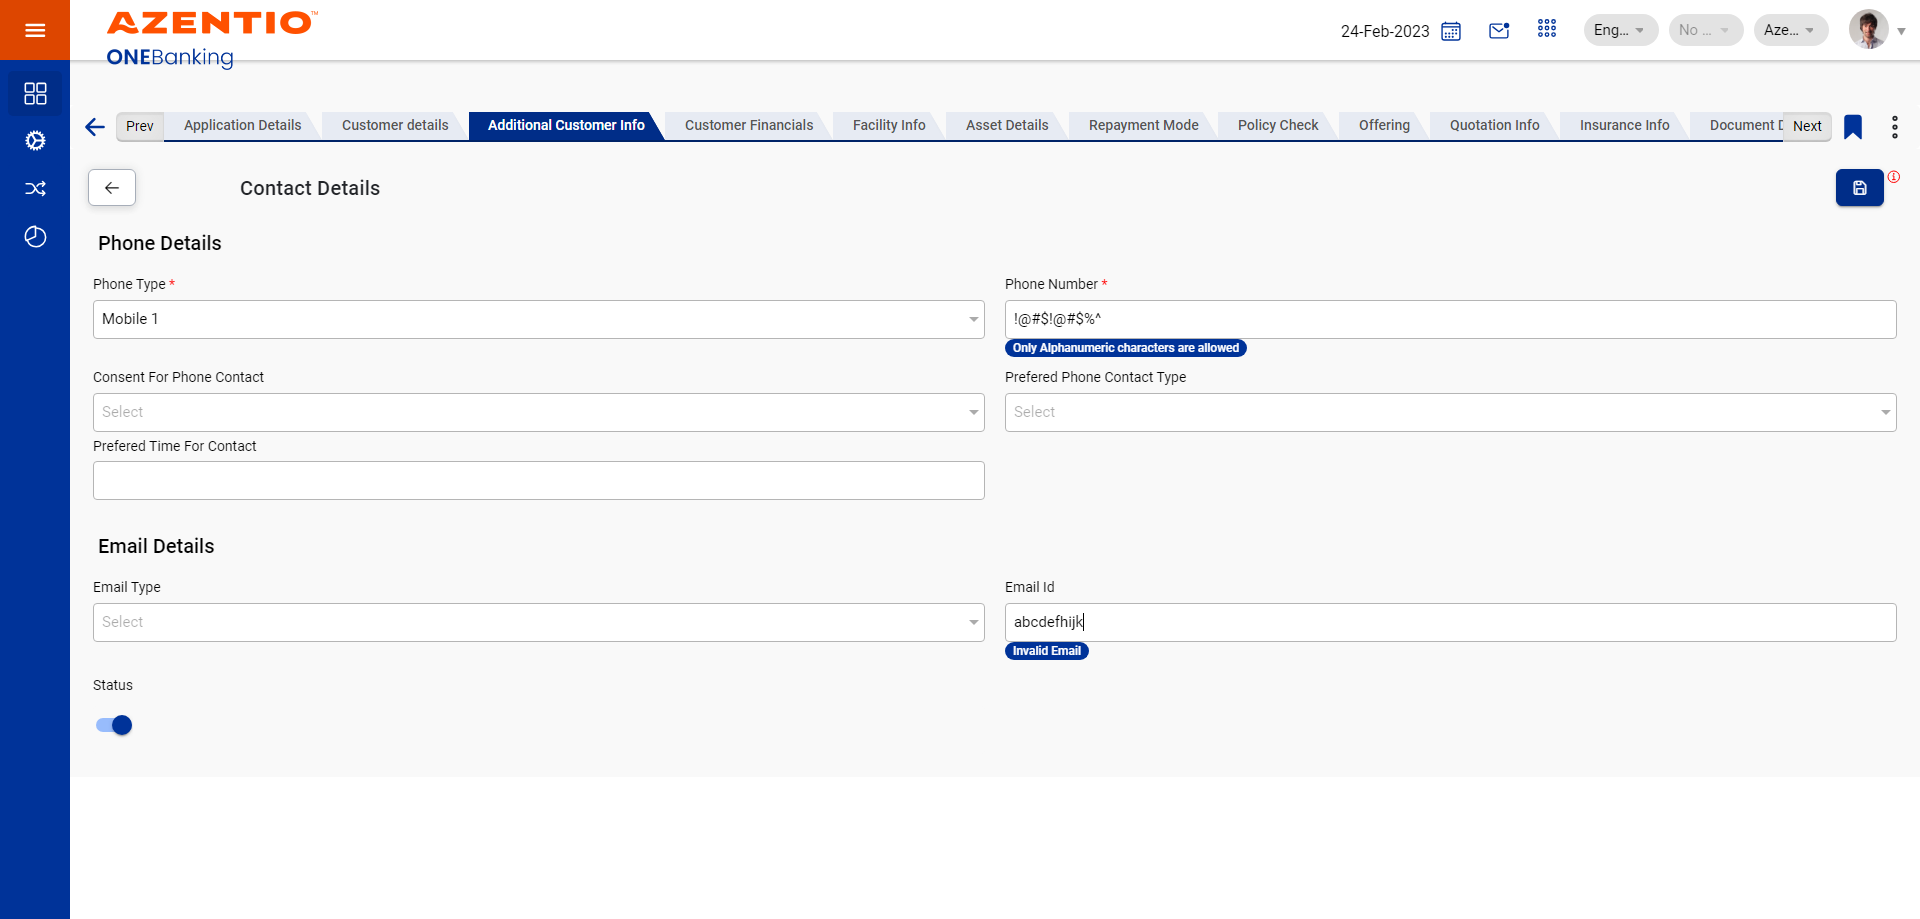 AZENTIO™
ONEBanking
24-Feb-2023
Eng...
No ...
Aze...
Prev
Application Details
Customer details
Additional Customer Info
Customer Financials
Facility Info
Asset Details
Repayment Mode
Policy Check
Offering
Quotation Info
Insurance Info
Document D
Next
Contact Details
Phone Details
Phone Type *
Phone Number *
Mobile 1
!@#$!@#$%^
Only Alphanumeric characters are allowed
Consent For Phone Contact
Prefered Phone Contact Type
Select
Select
Prefered Time For Contact
Email Details
Email Type
Email Id
Select
abcdefhijk
Invalid Email
Status